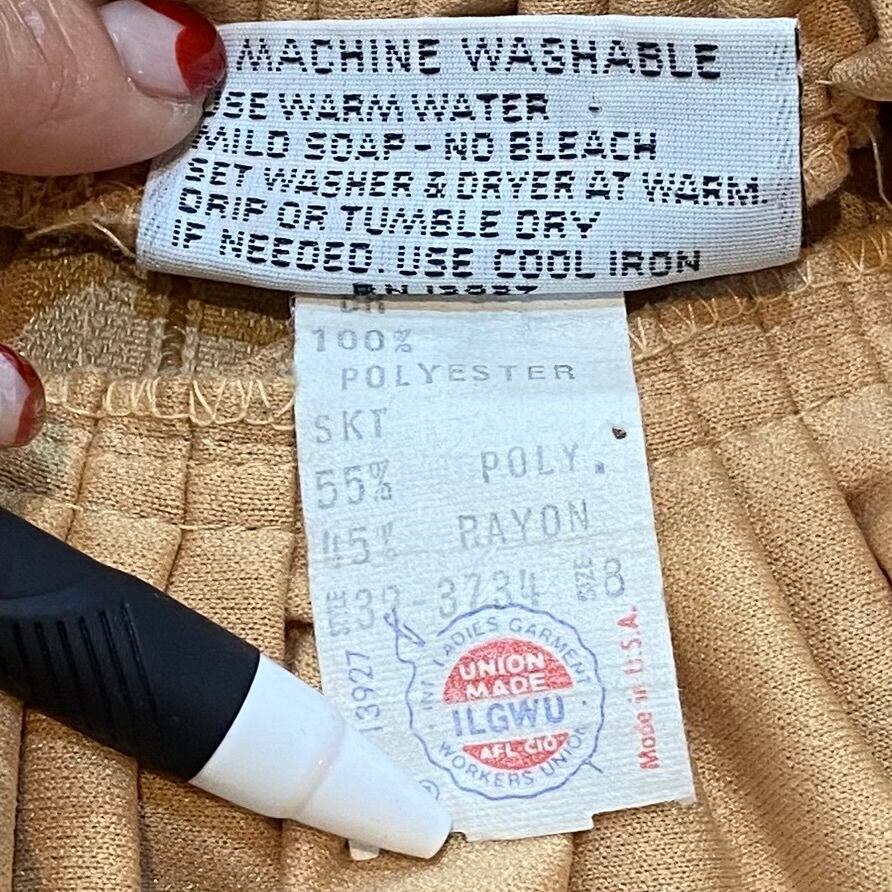 MACHINE WASHABLE
USE WARM WATER
MILD SOAP - NO BLEACH
SET WASHER & DRYER AT WARM.
DRIP OR TUMBLE DRY
IF NEEDED. USE COOL IRON
RN
100%
POLYESTER
SKT
55% POLY.
45% RAYON
STYLE 32-3734 SIZE 8
13927
INT. LADIES GARMENT
UNION
MADE
ILGWU
AFL-CIO
WORKERS UNION
®
Made in U.S.A.